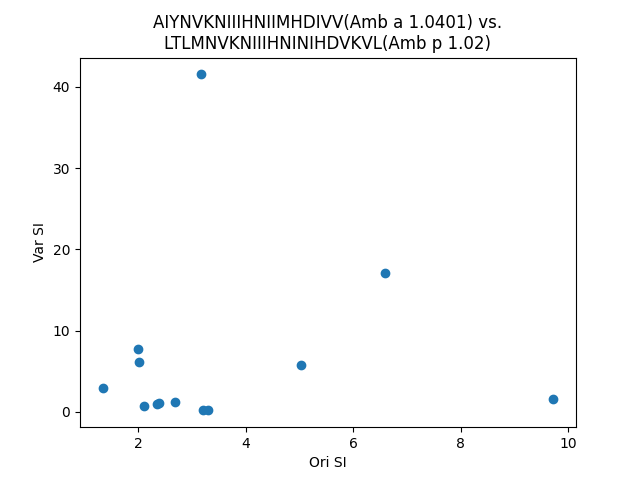 AIYNVKNIIIHNIIMHDIVV(Amb a 1.0401) vs.
LTLMNVKNIIIHNINIHDVKVL(Amb p 1.02)
40
30
20
10
0
Var SI
2
4
6
8
10
Ori SI